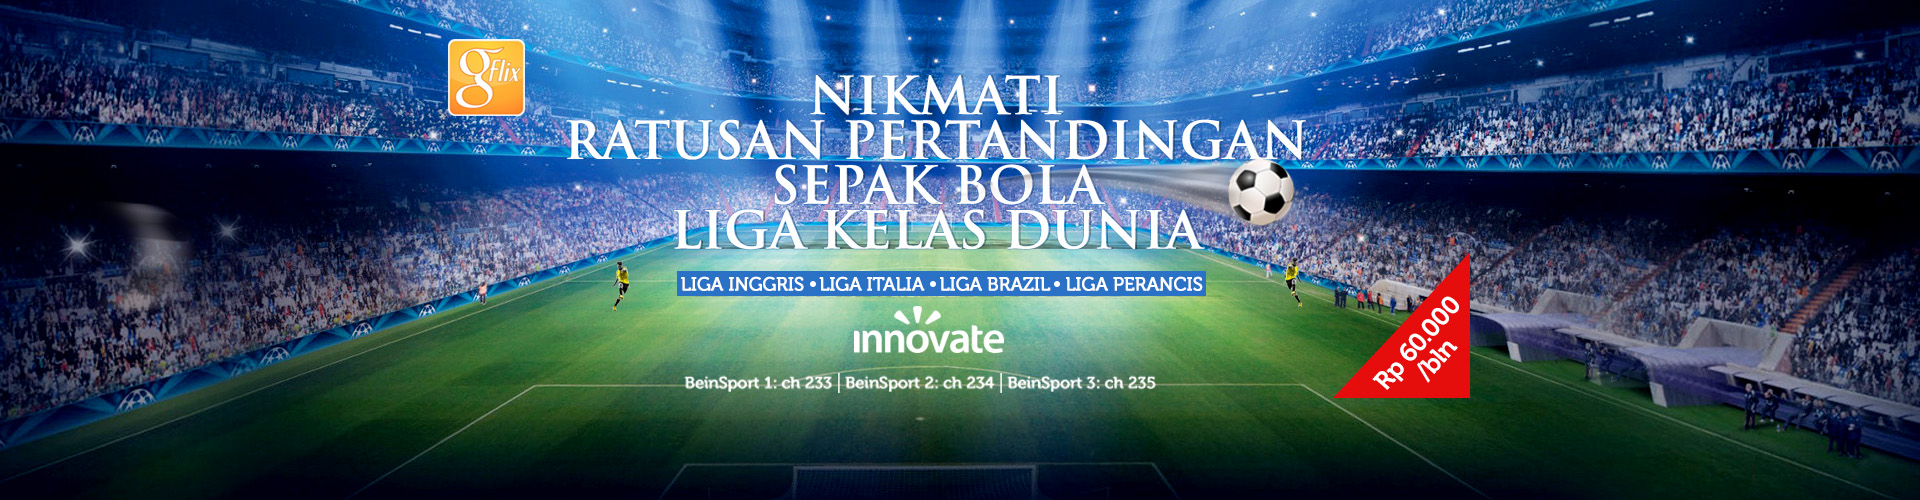 gFlix
NIKMATI
RATUSAN PERTANDINGAN
SEPAK BOLA
LIGA KELAS DUNIA
LIGA INGGRIS • LIGA ITALIA • LIGA BRAZIL • LIGA PERANCIS
innovate
BeinSport 1: ch 233 | BeinSport 2: ch 234 | BeinSport 3: ch 235
Rp 60.000
/bln